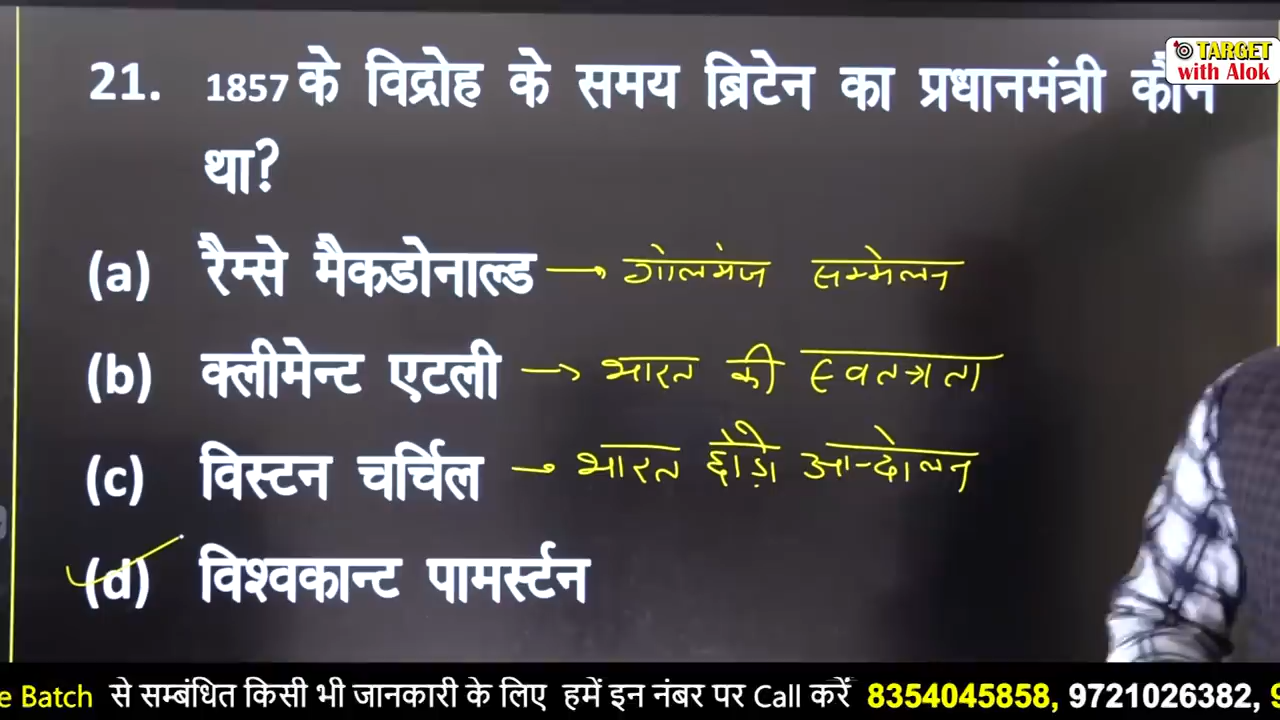 TARGET
with Alok
21. 1857 के विद्रोह के समय ब्रिटेन का प्रधानमंत्री कौन
था?
(a) रैम्से मैकडोनाल्ड → गोलमेज सम्मेलन
(b) क्लीमेन्ट एटली → भारत की स्वतंत्रता
(c) विस्टन चर्चिल → भारत छोड़ो आन्दोलन
(d) विश्वकान्ट पामर्स्टन
e Batch से सम्बंधित किसी भी जानकारी के लिए हमें इन नंबर पर Call करें 8354045858, 9721026382, 9